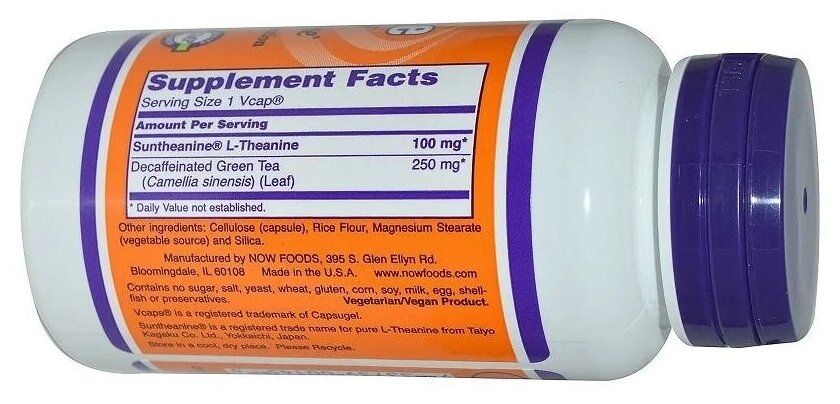 Supplement Facts
Serving Size 1 Vcap®
Amount Per Serving
Suntheanine® L-Theanine 100 mg*
Decaffeinated Green Tea 250 mg*
(Camellia sinensis) (Leaf)
* Daily Value not established.
Other ingredients: Cellulose (capsule), Rice Flour, Magnesium Stearate
(vegetable source) and Silica.
Manufactured by NOW FOODS, 395 S. Glen Ellyn Rd.
Bloomingdale, IL 60108 Made in the U.S.A. www.nowfoods.com
Contains no sugar, salt, yeast, wheat, gluten, corn, soy, milk, egg, shell-
fish or preservatives. Vegetarian/Vegan Product.
Vcaps® is a registered trademark of Capsugel.
Suntheanine® is a registered trade name for pure L-Theanine from Taiyo
Kagaku Co. Ltd., Yokkaichi, Japan.
Store in a cool, dry place. Please Recycle.